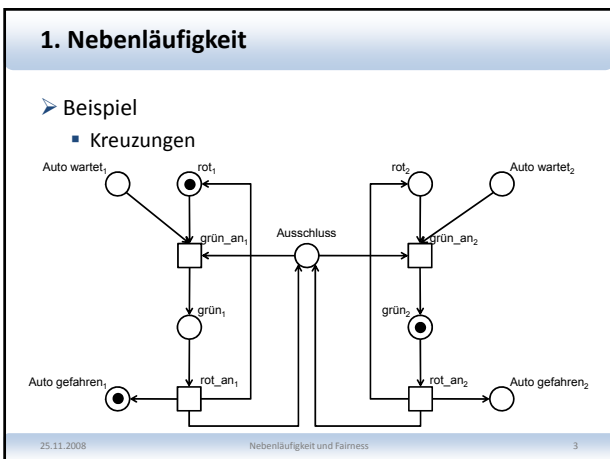 1. Nebenläufigkeit
Beispiel
Kreuzungen
Auto wartet₁
rot₁
rot₂
Auto wartet₂
grün_an₁
Ausschluss
grün_an₂
grün₁
grün₂
Auto gefahren₁
rot_an₁
rot_an₂
Auto gefahren₂
25.11.2008
Nebenläufigkeit und Fairness
3